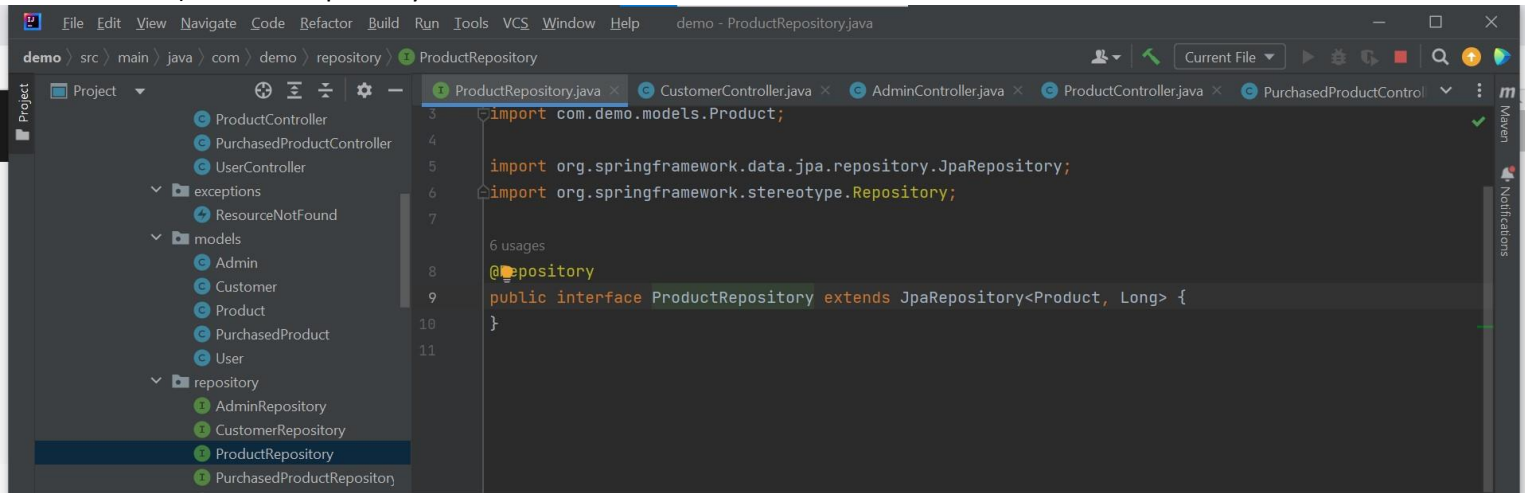 File Edit View Navigate Code Refactor Build Run Tools VCS Window Help demo - ProductRepository.java
demo src main java com demo repository ProductRepository Current File
Project
ProductRepository.java CustomerController.java AdminController.java ProductController.java PurchasedProductControl
Project
ProductController
PurchasedProductController
UserController
exceptions
ResourceNotFound
models
Admin
Customer
Product
PurchasedProduct
User
repository
AdminRepository
CustomerRepository
ProductRepository
PurchasedProductRepository
3 import com.demo.models.Product;
4
5 import org.springframework.data.jpa.repository.JpaRepository;
6 import org.springframework.stereotype.Repository;
7
6 usages
8 @Repository
9 public interface ProductRepository extends JpaRepository<Product, Long> {
10 }
11
m
Maven
Notifications